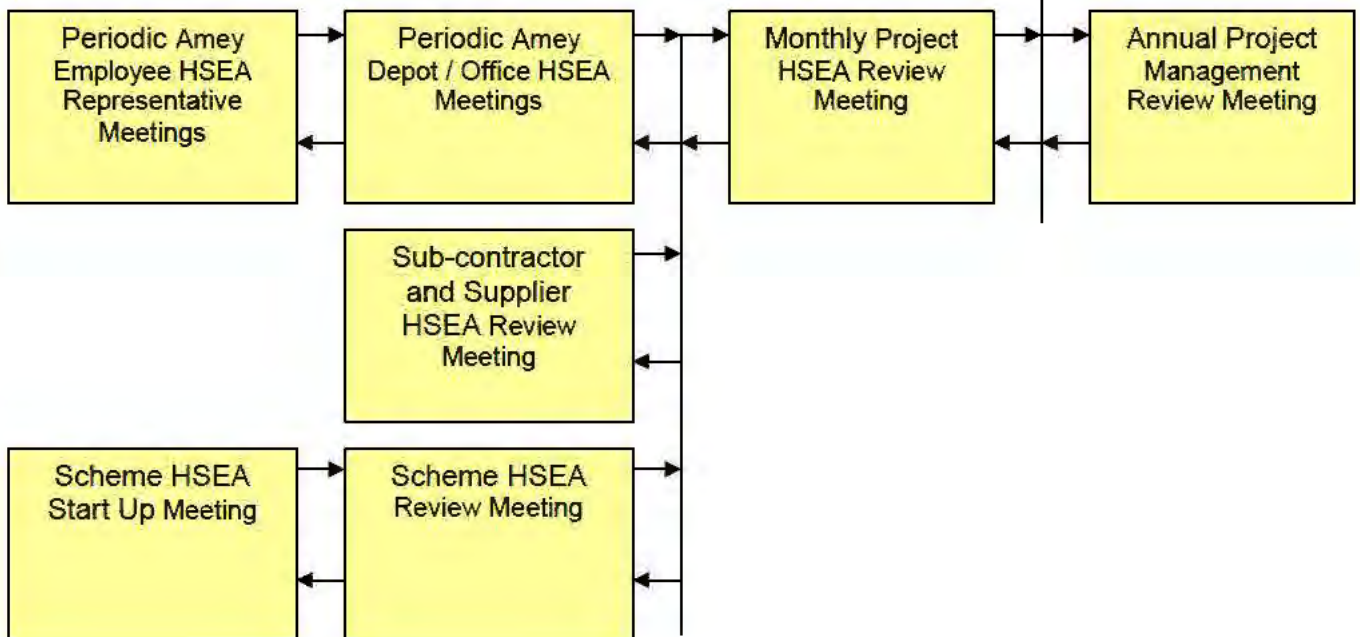 Periodic Amey
Employee HSEA
Representative
Meetings
Periodic Amey
Depot / Office HSEA
Meetings
Monthly Project
HSEA Review
Meeting
Annual Project
Management
Review Meeting
Sub-contractor
and Supplier
HSEA Review
Meeting
Scheme HSEA
Start Up Meeting
Scheme HSEA
Review Meeting